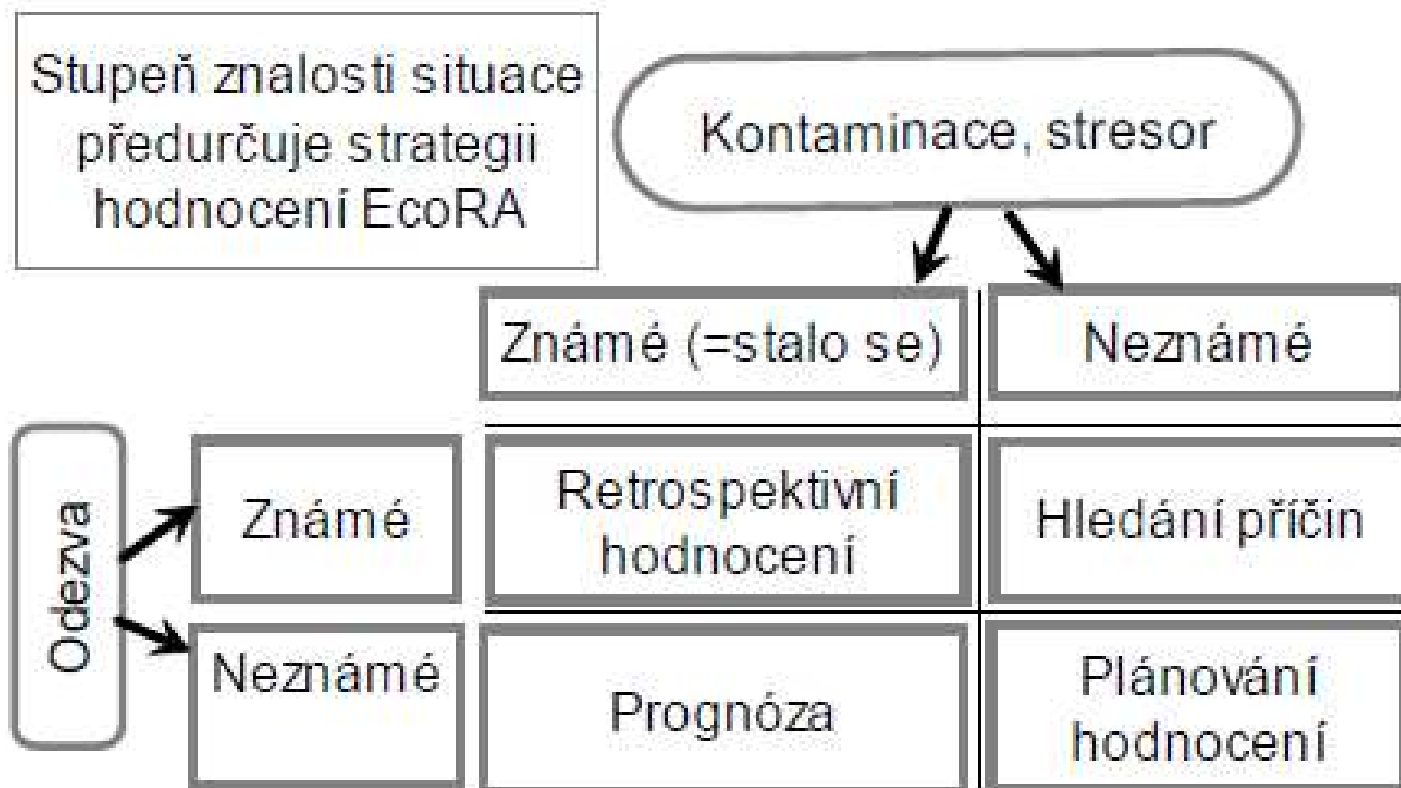 Stupeň znalosti situace
předurčuje strategii
hodnocení EcoRA
Kontaminace, stresor
Známé (=stalo se)
Neznámé
Odezva
Známé
Retrospektivní
hodnocení
Hledání příčin
Neznámé
Prognóza
Plánování
hodnocení